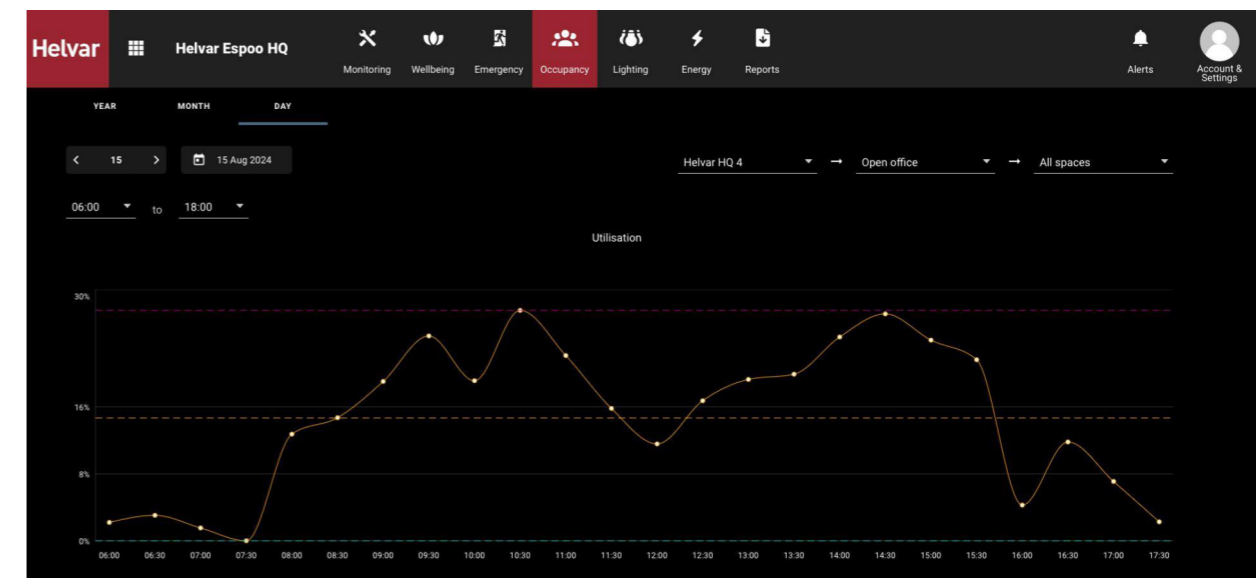 Helvar
Helvar Espoo HQ
Monitoring
Wellbeing
Emergency
Occupancy
Lighting
Energy
Reports
Alerts
Account &
Settings
YEAR MONTH DAY
15 15 Aug 2024
Helvar HQ 4 → Open office → All spaces
06:00 to 18:00
Utilisation
30%
16%
8%
0%
06:00 06:30 07:00 07:30 08:00 08:30 09:00 09:30 10:00 10:30 11:00 11:30 12:00 12:30 13:00 13:30 14:00 14:30 15:00 15:30 16:00 16:30 17:00 17:30